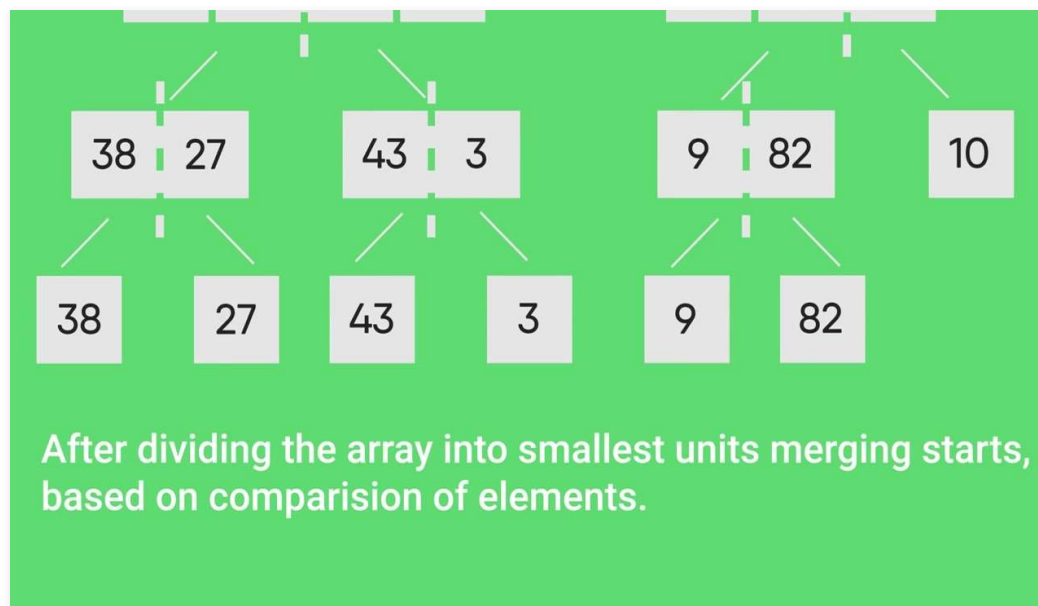 38 27 43 3 9 82 10
38 27 43 3 9 82
After dividing the array into smallest units merging starts,
based on comparision of elements.